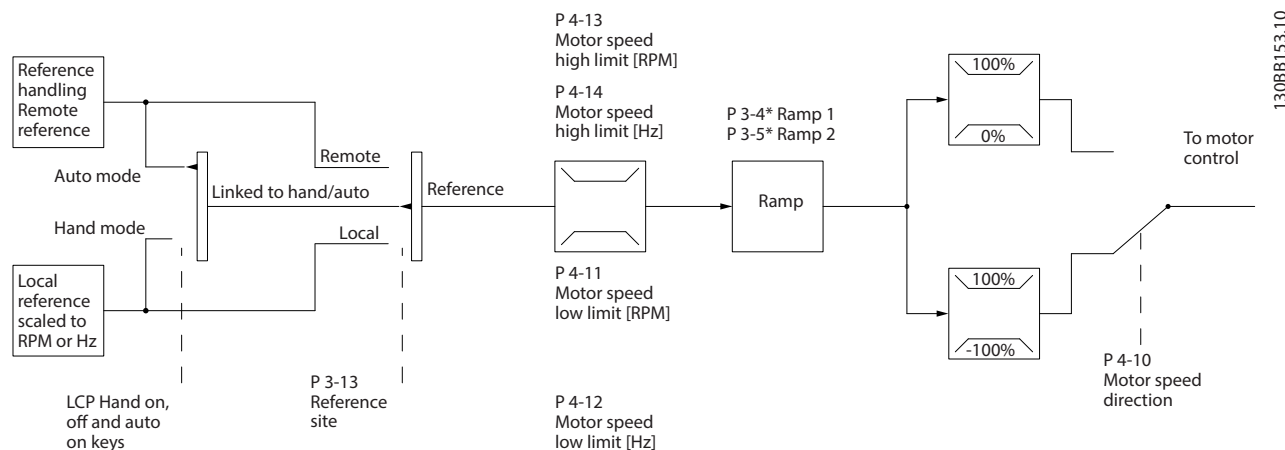 Reference
handling
Remote
reference
Auto mode
Hand mode
Local
reference
scaled to
RPM or Hz
LCP Hand on,
off and auto
on keys
Linked to hand/auto
Remote
Local
P 3-13
Reference
site
Reference
P 4-13
Motor speed
high limit [RPM]
P 4-14
Motor speed
high limit [Hz]
P 4-11
Motor speed
low limit [RPM]
P 4-12
Motor speed
low limit [Hz]
P 3-4* Ramp 1
P 3-5* Ramp 2
Ramp
100%
0%
100%
-100%
To motor
control
P 4-10
Motor speed
direction
130BB153.10